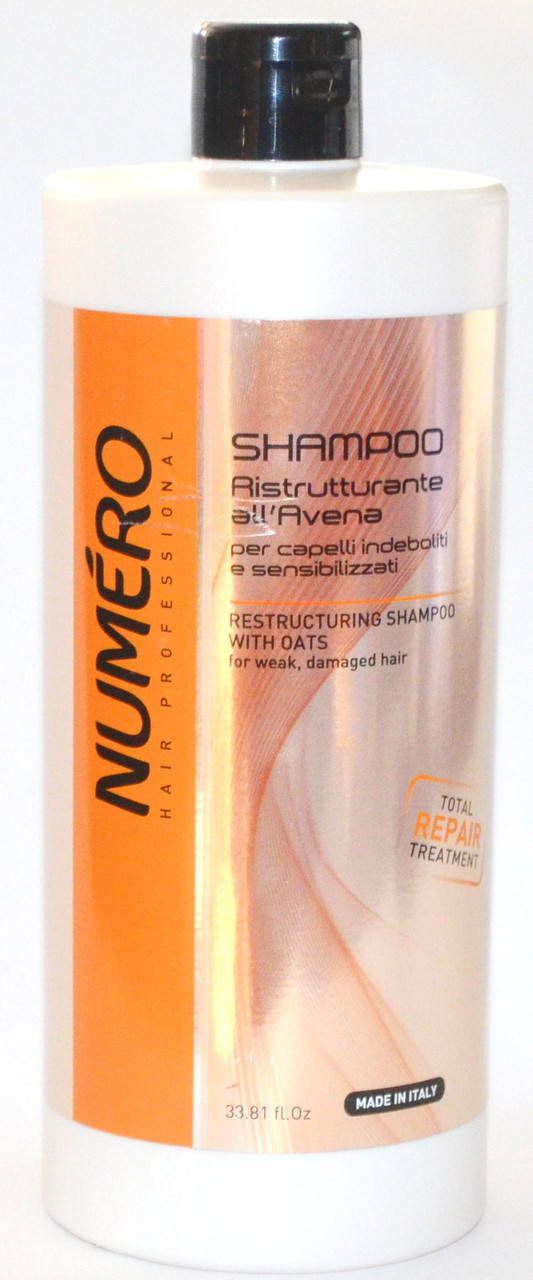 NUMÉRO
HAIR PROFESSIONAL
SHAMPOO
Ristrutturante
all'Avena
per capelli indeboliti
e sensibilizzati
RESTRUCTURING SHAMPOO
WITH OATS
for weak, damaged hair
TOTAL
REPAIR
TREATMENT
MADE IN ITALY
33.81 fl.Oz